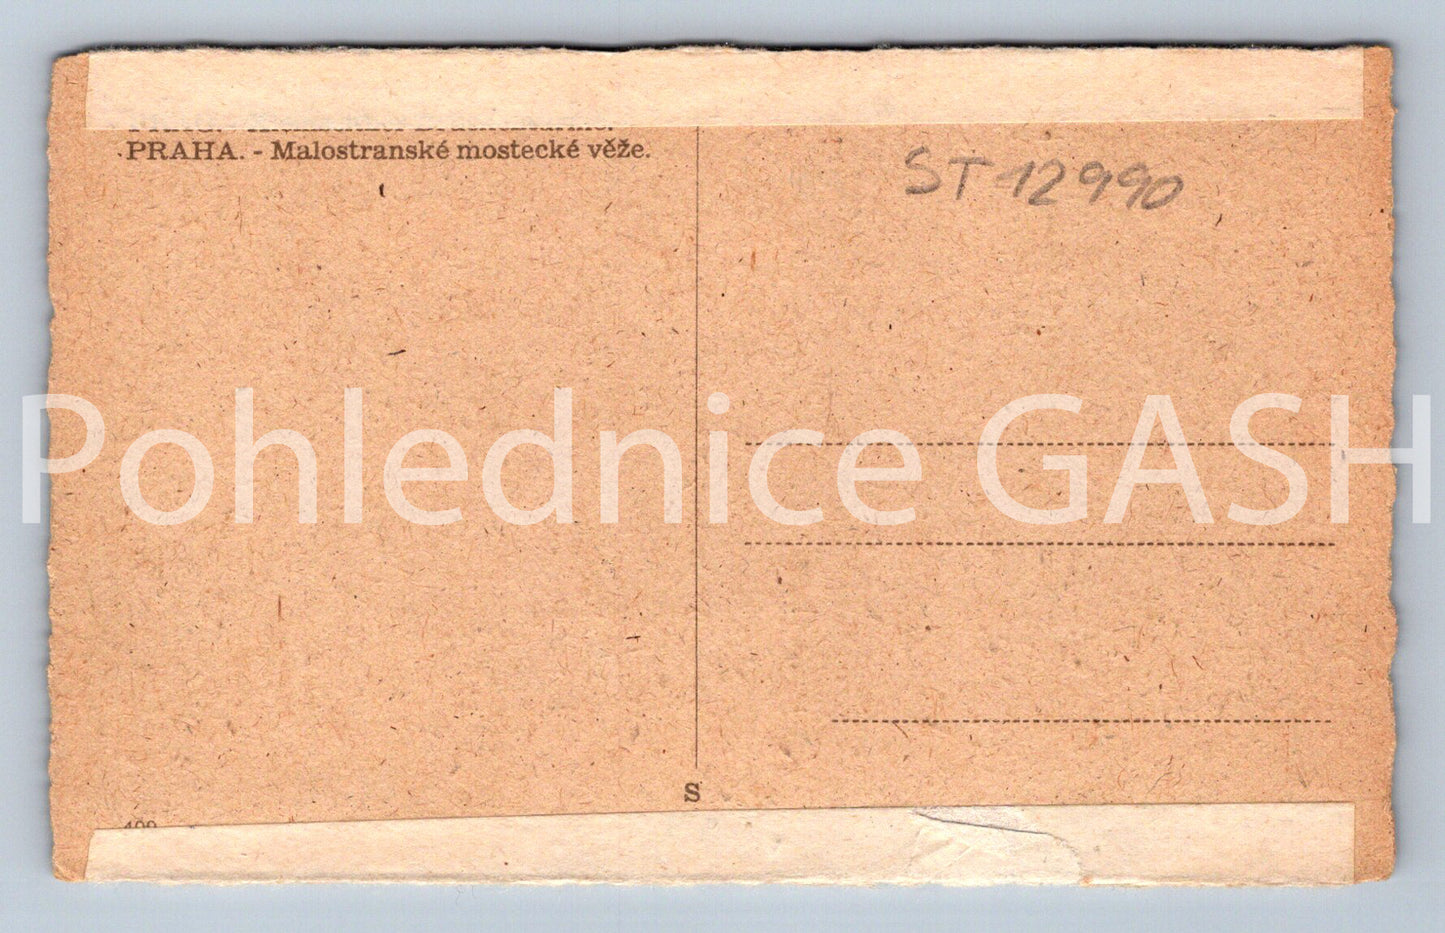 PRAHA. - Malostranské mostecké věže.
ST 12990
Pohlednice GASH
S